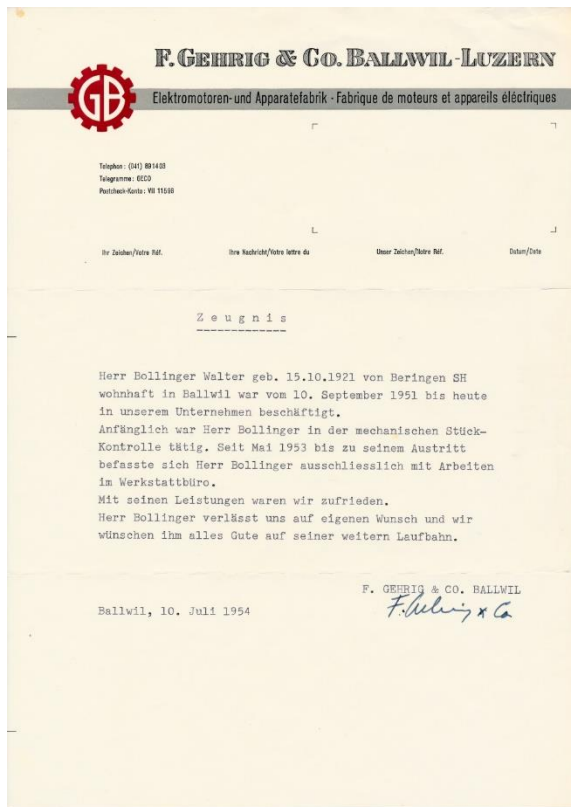 F. GEHRIG & CO. BALLWIL-LUZERN
GB
Elektromotoren- und Apparatefabrik - Fabrique de moteurs et appareils éléctriques
Telephon: (041) 89 14 03
Telegramme: GECO
Postcheck-Konto: VII 11598
Ihr Zeichen/Votre Réf. Ihre Nachricht/Votre lettre du Unser Zeichen/Notre Réf. Datum/Date
Zeugnis
Herr Bollinger Walter geb. 15.10.1921 von Beringen SH
wohnhaft in Ballwil war vom 10. September 1951 bis heute
in unserem Unternehmen beschäftigt.
Anfänglich war Herr Bollinger in der mechanischen Stück-
Kontrolle tätig. Seit Mai 1953 bis zu seinem Austritt
befasste sich Herr Bollinger ausschliesslich mit Arbeiten
im Werkstattbüro.
Mit seinen Leistungen waren wir zufrieden.
Herr Bollinger verlässt uns auf eigenen Wunsch und wir
wünschen ihm alles Gute auf seiner weitern Laufbahn.
F. GEHRIG & CO. BALLWIL
F. Gehrig & Co
Ballwil, 10. Juli 1954